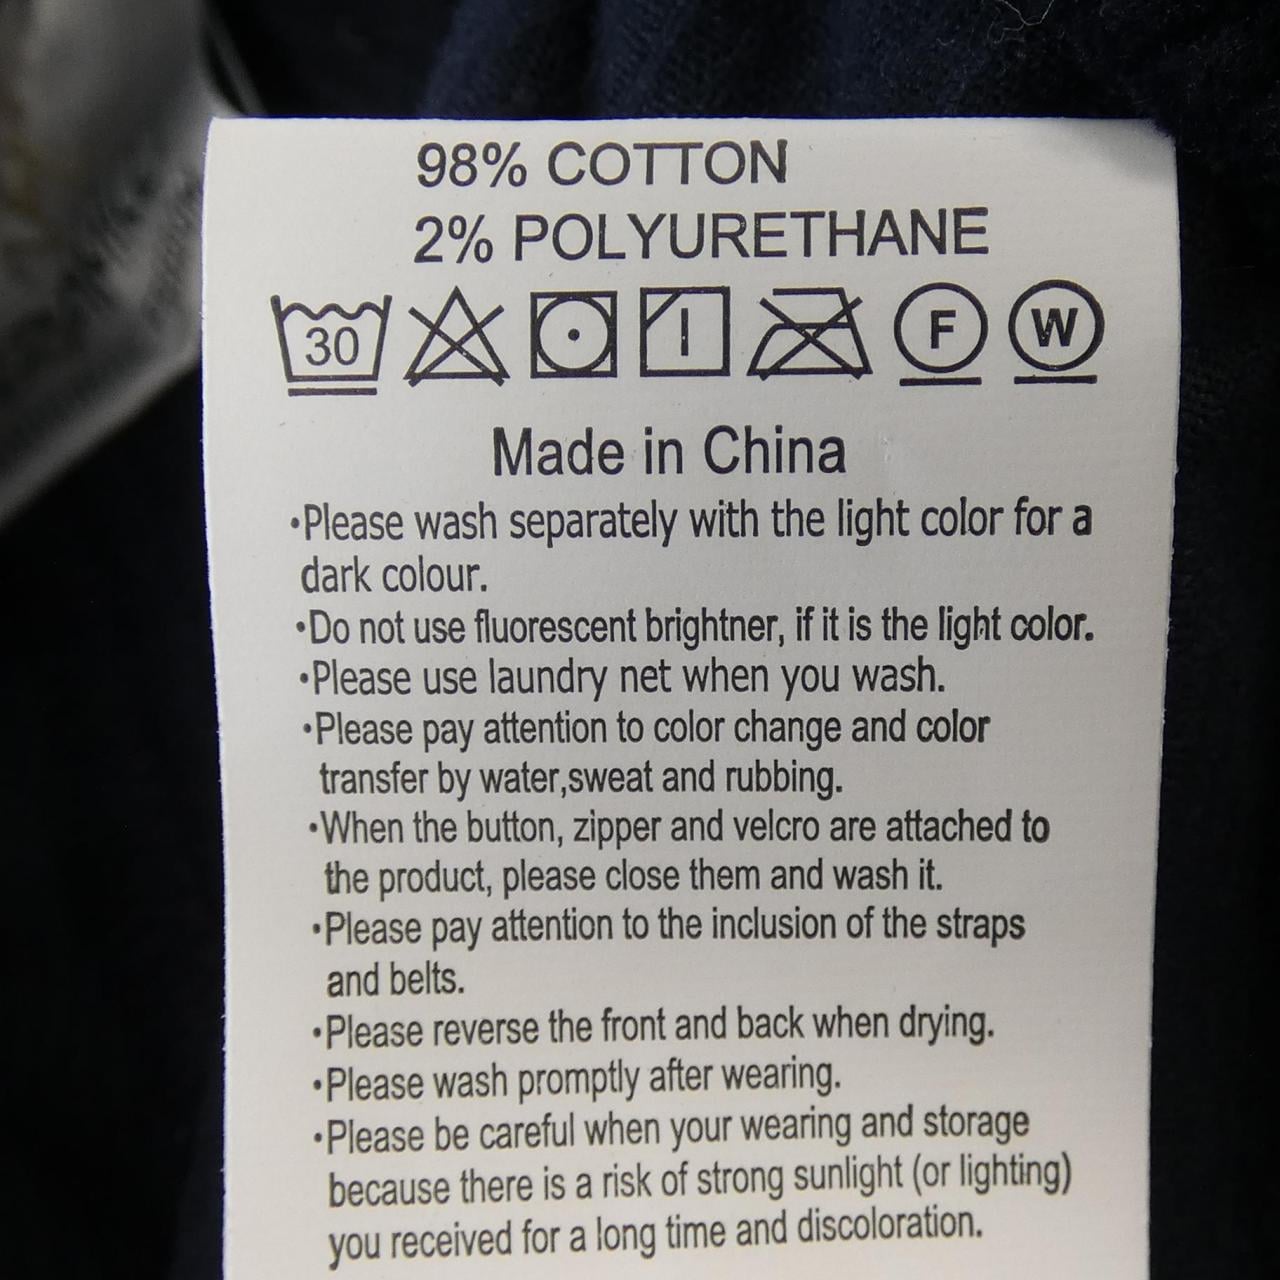 98% COTTON
2% POLYURETHANE
30 F W
Made in China
•Please wash separately with the light color for a
dark colour.
•Do not use fluorescent brightner, if it is the light color.
•Please use laundry net when you wash.
•Please pay attention to color change and color
transfer by water,sweat and rubbing.
•When the button, zipper and velcro are attached to
the product, please close them and wash it.
•Please pay attention to the inclusion of the straps
and belts.
•Please reverse the front and back when drying.
•Please wash promptly after wearing.
•Please be careful when your wearing and storage
because there is a risk of strong sunlight (or lighting)
you received for a long time and discoloration.